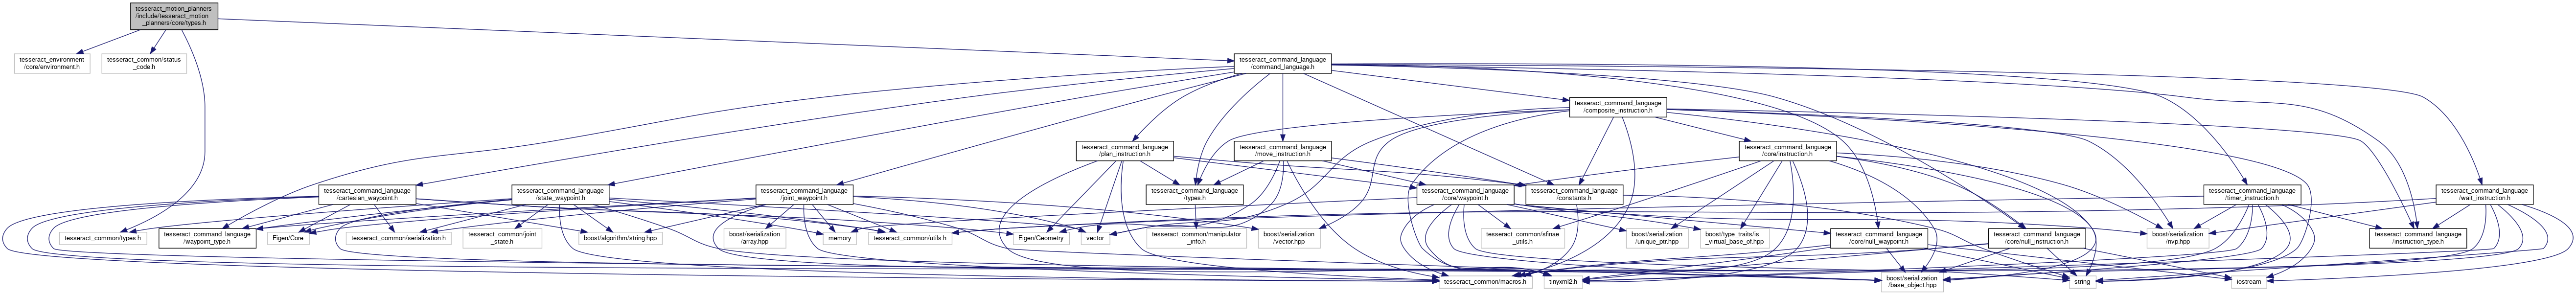 tesseract_motion_planners
/include/tesseract_motion
_planners/core/types.h
tesseract_environment
/core/environment.h
tesseract_common/status
_code.h
tesseract_command_language
/command_language.h
tesseract_command_language
/composite_instruction.h
tesseract_command_language
/plan_instruction.h
tesseract_command_language
/move_instruction.h
tesseract_command_language
/core/instruction.h
tesseract_command_language
/cartesian_waypoint.h
tesseract_command_language
/state_waypoint.h
tesseract_command_language
/joint_waypoint.h
tesseract_command_language
/types.h
tesseract_command_language
/core/waypoint.h
tesseract_command_language
/constants.h
tesseract_command_language
/timer_instruction.h
tesseract_command_language
/wait_instruction.h
tesseract_common/types.h
tesseract_command_language
/waypoint_type.h
Eigen/Core
tesseract_common/serialization.h
tesseract_common/joint
_state.h
boost/algorithm/string.hpp
boost/serialization
/array.hpp
memory
tesseract_common/utils.h
Eigen/Geometry
vector
tesseract_common/manipulator
_info.h
boost/serialization
/vector.hpp
tesseract_common/sfinae
_utils.h
boost/serialization
/unique_ptr.hpp
boost/type_traits/is
_virtual_base_of.hpp
tesseract_command_language
/core/null_waypoint.h
tesseract_command_language
/core/null_instruction.h
boost/serialization
/nvp.hpp
tesseract_command_language
/instruction_type.h
tesseract_common/macros.h
tinyxml2.h
boost/serialization
/base_object.hpp
string
iostream